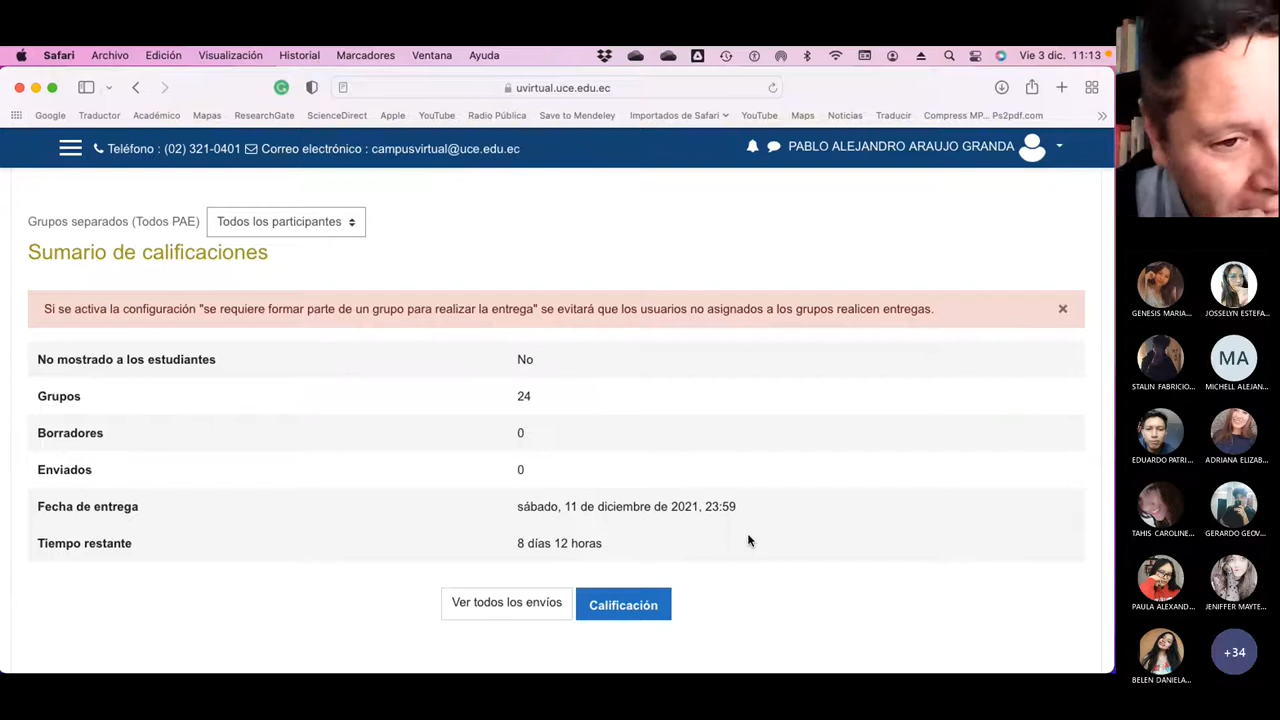 Safari Archivo Edición Visualización Historial Marcadores Ventana Ayuda Vie 3 dic. 11:13
uvirtual.uce.edu.ec
Google Traductor Académico Mapas ResearchGate ScienceDirect Apple YouTube Radio Pública Save to Mendeley Importados de Safari YouTube Maps Noticias Traducir Compress MP... Ps2pdf.com
Teléfono : (02) 321-0401 Correo electrónico : campusvirtual@uce.edu.ec PABLO ALEJANDRO ARAUJO GRANDA
Grupos separados (Todos PAE) Todos los participantes
Sumario de calificaciones
Si se activa la configuración "se requiere formar parte de un grupo para realizar la entrega" se evitará que los usuarios no asignados a los grupos realicen entregas. ×
No mostrado a los estudiantes No
Grupos 24
Borradores 0
Enviados 0
Fecha de entrega sábado, 11 de diciembre de 2021, 23:59
Tiempo restante 8 días 12 horas
Ver todos los envíos Calificación
GENESIS MARIA... JOSSELYN ESTEFA...
MA
STALIN FABRICIO... MICHELL ALEJAN...
EDUARDO PATRI... ADRIANA ELIZAB...
TAHIS CAROLINE... GERARDO GEOV...
PAULA ALEXAND... JENIFFER MAYTE...
+34
BELEN DANIELA...